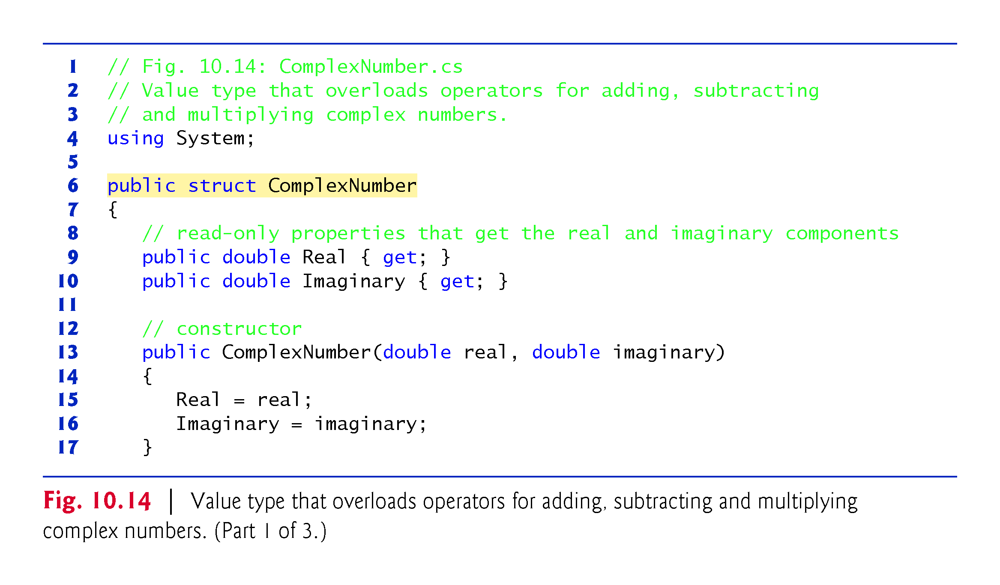 1 // Fig. 10.14: ComplexNumber.cs
2 // Value type that overloads operators for adding, subtracting
3 // and multiplying complex numbers.
4 using System;
5
6 public struct ComplexNumber
7 {
8 // read-only properties that get the real and imaginary components
9 public double Real { get; }
10 public double Imaginary { get; }
11
12 // constructor
13 public ComplexNumber(double real, double imaginary)
14 {
15 Real = real;
16 Imaginary = imaginary;
17 }
Fig. 10.14 | Value type that overloads operators for adding, subtracting and multiplying
complex numbers. (Part 1 of 3.)